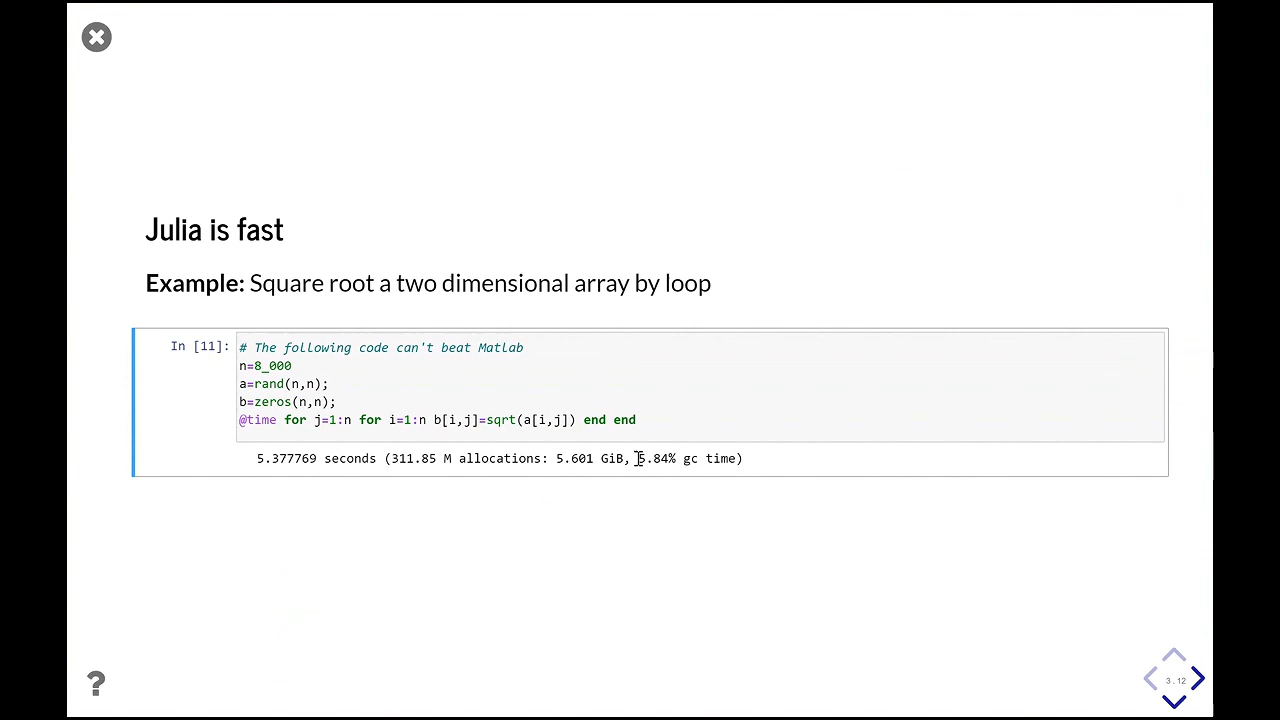 Julia is fast
Example: Square root a two dimensional array by loop
In [11]:
# The following code can't beat Matlab
n=8_000
a=rand(n,n);
b=zeros(n,n);
@time for j=1:n for i=1:n b[i,j]=sqrt(a[i,j]) end end
5.377769 seconds (311.85 M allocations: 5.601 GiB, 5.84% gc time)
?
3.12